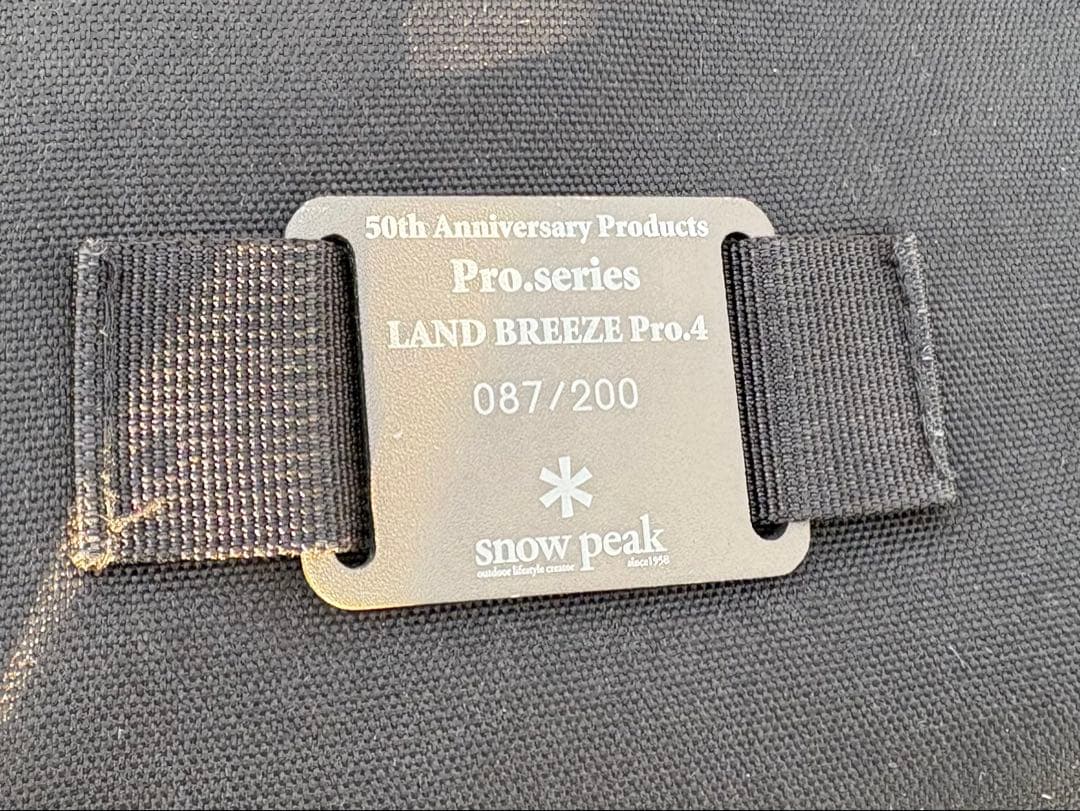 50th Anniversary Products
Pro.series
LAND BREEZE Pro.4
087/200
snow peak
outdoor lifestyle creator since1958